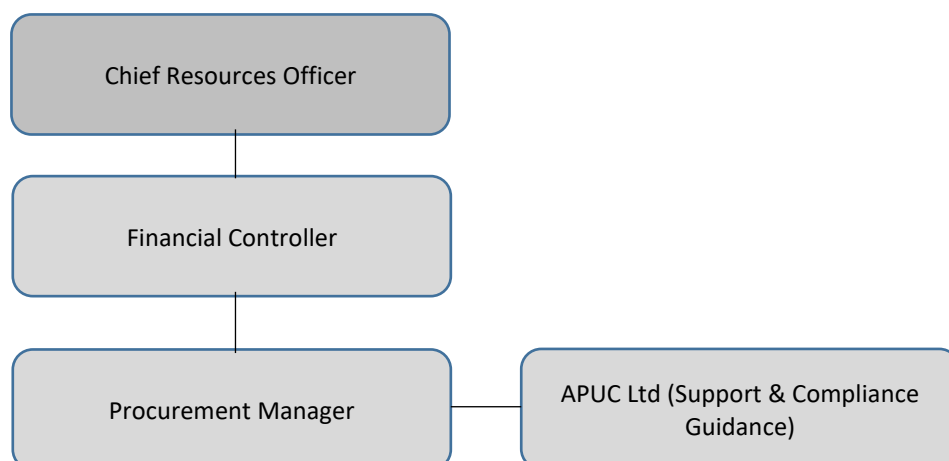 Chief Resources Officer
Financial Controller
Procurement Manager
APUC Ltd (Support & Compliance
Guidance)